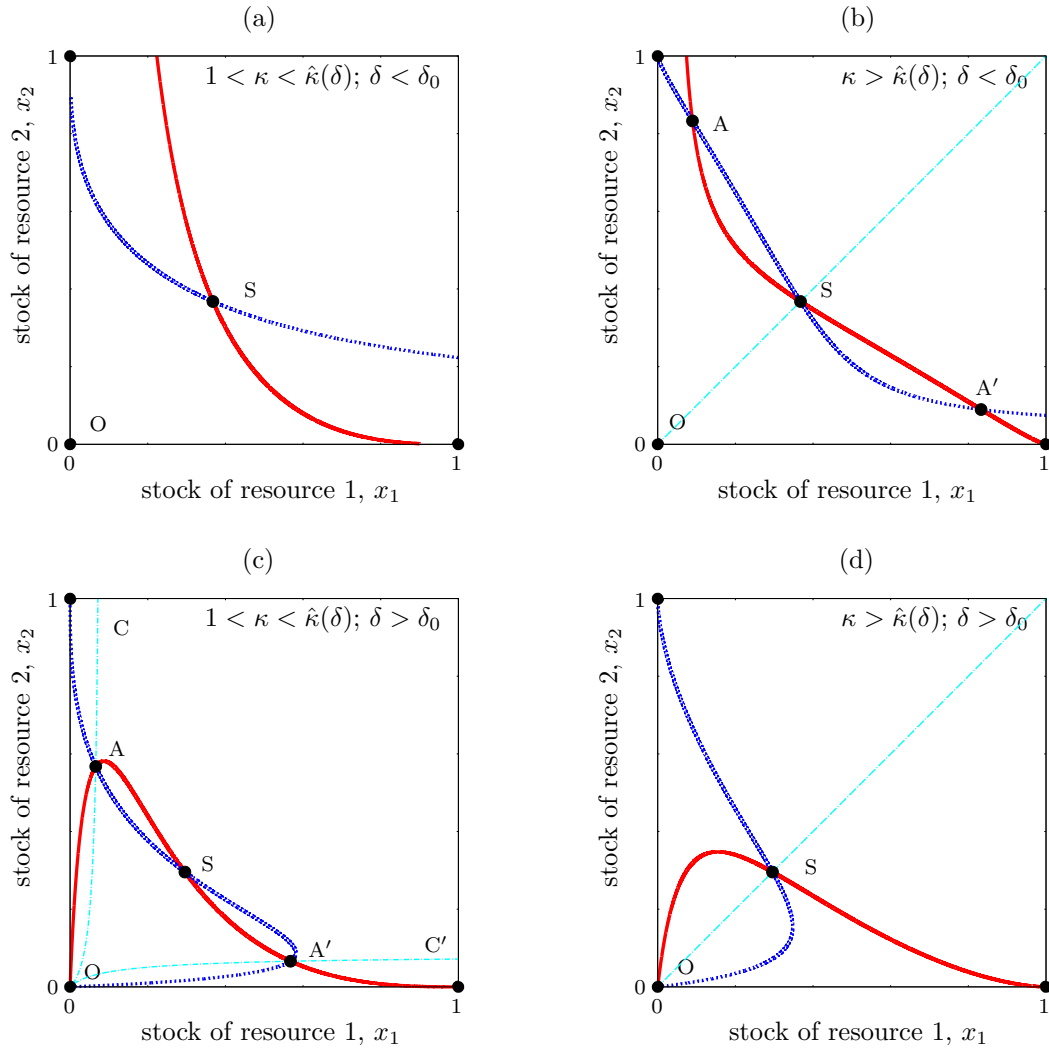 (a)
1 < κ < κ̂(δ); δ < δ₀
stock of resource 2, x₂
1
S
O
0
0
1
stock of resource 1, x₁
(b)
κ > κ̂(δ); δ < δ₀
stock of resource 2, x₂
1
A
S
A′
O
0
0
1
stock of resource 1, x₁
(c)
1 < κ < κ̂(δ); δ > δ₀
stock of resource 2, x₂
1
C
A
S
A′
C′
O
0
0
1
stock of resource 1, x₁
(d)
κ > κ̂(δ); δ > δ₀
stock of resource 2, x₂
1
S
O
0
0
1
stock of resource 1, x₁